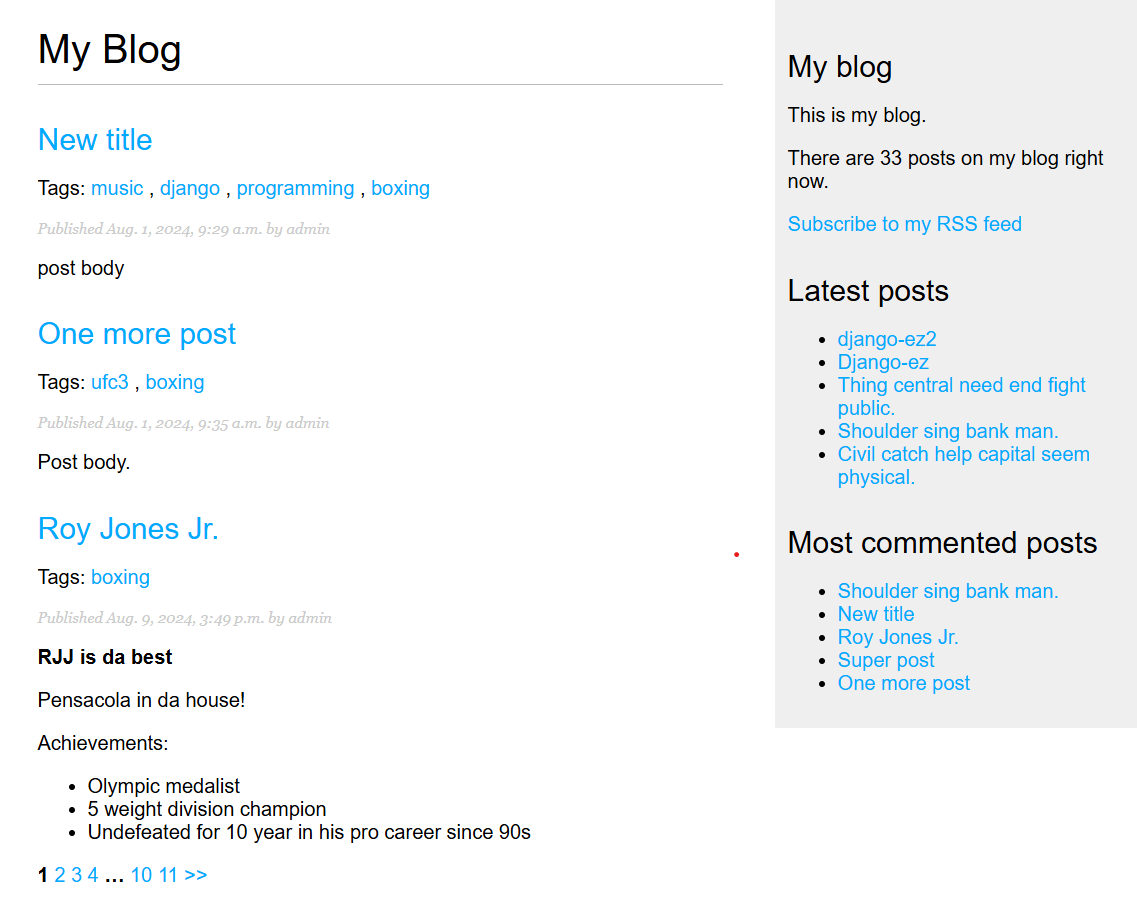 My Blog
New title
Tags: music , django , programming , boxing
Published Aug. 1, 2024, 9:29 a.m. by admin
post body
One more post
Tags: ufc3 , boxing
Published Aug. 1, 2024, 9:35 a.m. by admin
Post body.
Roy Jones Jr.
Tags: boxing
Published Aug. 9, 2024, 3:49 p.m. by admin
RJJ is da best
Pensacola in da house!
Achievements:
• Olympic medalist
• 5 weight division champion
• Undefeated for 10 year in his pro career since 90s
1 2 3 4 ... 10 11 >>
My blog
This is my blog.
There are 33 posts on my blog right
now.
Subscribe to my RSS feed
Latest posts
• django-ez2
• Django-ez
• Thing central need end fight
public.
• Shoulder sing bank man.
• Civil catch help capital seem
physical.
Most commented posts
• Shoulder sing bank man.
• New title
• Roy Jones Jr.
• Super post
• One more post